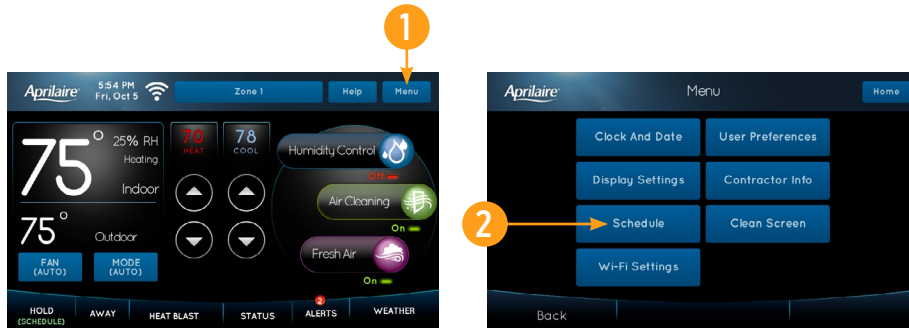 1
Aprilaire
5:54 PM
Fri, Oct 5
Zone 1
Help
Menu
75°
25% RH
Heating
Indoor
70
HEAT
78
COOL
Humidity Control
Off
Air Cleaning
On
Fresh Air
On
75°
Outdoor
FAN
(AUTO)
MODE
(AUTO)
HOLD
(SCHEDULE)
AWAY
HEAT BLAST
STATUS
2
ALERTS
WEATHER
Aprilaire
Menu
Home
Clock And Date
User Preferences
Display Settings
Contractor Info
2
Schedule
Clean Screen
Wi-Fi Settings
Back